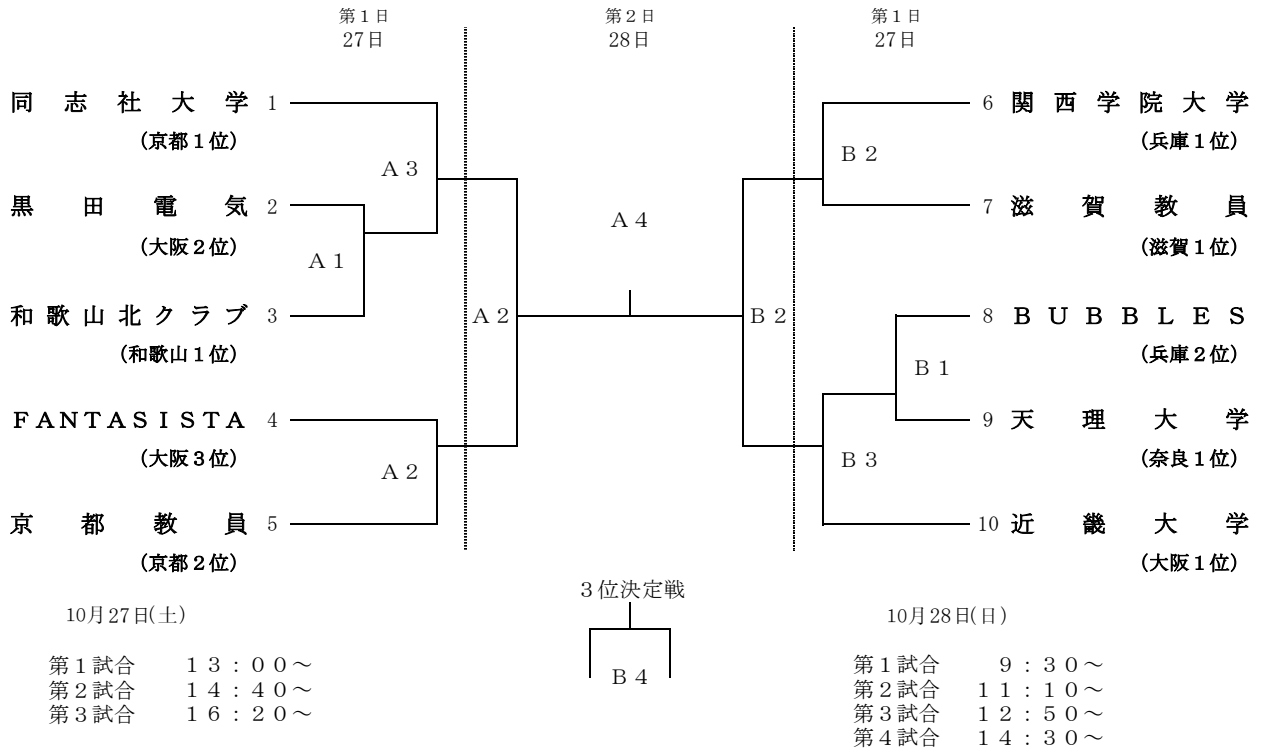 第１日 第２日 第１日
27日 28日 27日
同志社大学 1 6 関西学院大学
(京都１位) (兵庫１位)
Ａ３ Ｂ２
黒田電気 2 7 滋賀教員
Ａ４
(大阪２位) (滋賀１位)
Ａ１
和歌山北クラブ 3 Ａ２ Ｂ２ 8 ＢＵＢＢＬＥＳ
(和歌山１位) (兵庫２位)
Ｂ１
ＦＡＮＴＡＳＩＳＴＡ 4 9 天理大学
(大阪３位) (奈良１位)
Ａ２ Ｂ３
京都教員 5 10 近畿大学
(京都２位) (大阪１位)
３位決定戦
Ｂ４
10月27日(土)
第１試合 １３：００～
第２試合 １４：４０～
第３試合 １６：２０～
10月28日(日)
第１試合 ９：３０～
第２試合 １１：１０～
第３試合 １２：５０～
第４試合 １４：３０～